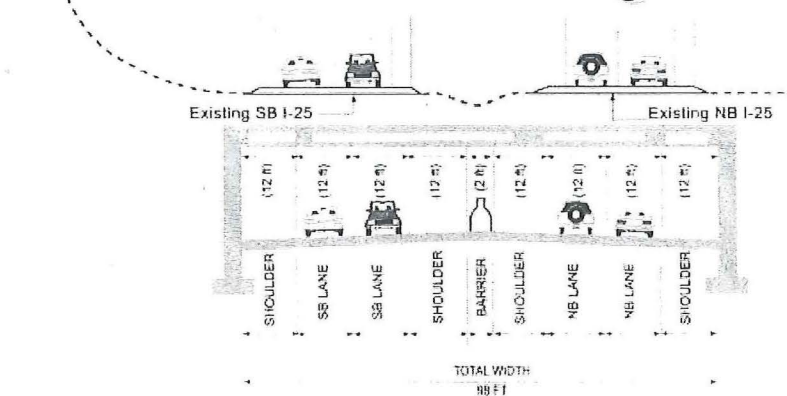 Existing SB I-25
Existing NB I-25
(12 ft)
(12 ft)
(12 ft)
(12 ft)
(2 ft)
(12 ft)
(12 ft)
(12 ft)
(12 ft)
SHOULDER
SB LANE
SB LANE
SHOULDER
BARRIER
SHOULDER
NB LANE
NB LANE
SHOULDER
TOTAL WIDTH
98 FT